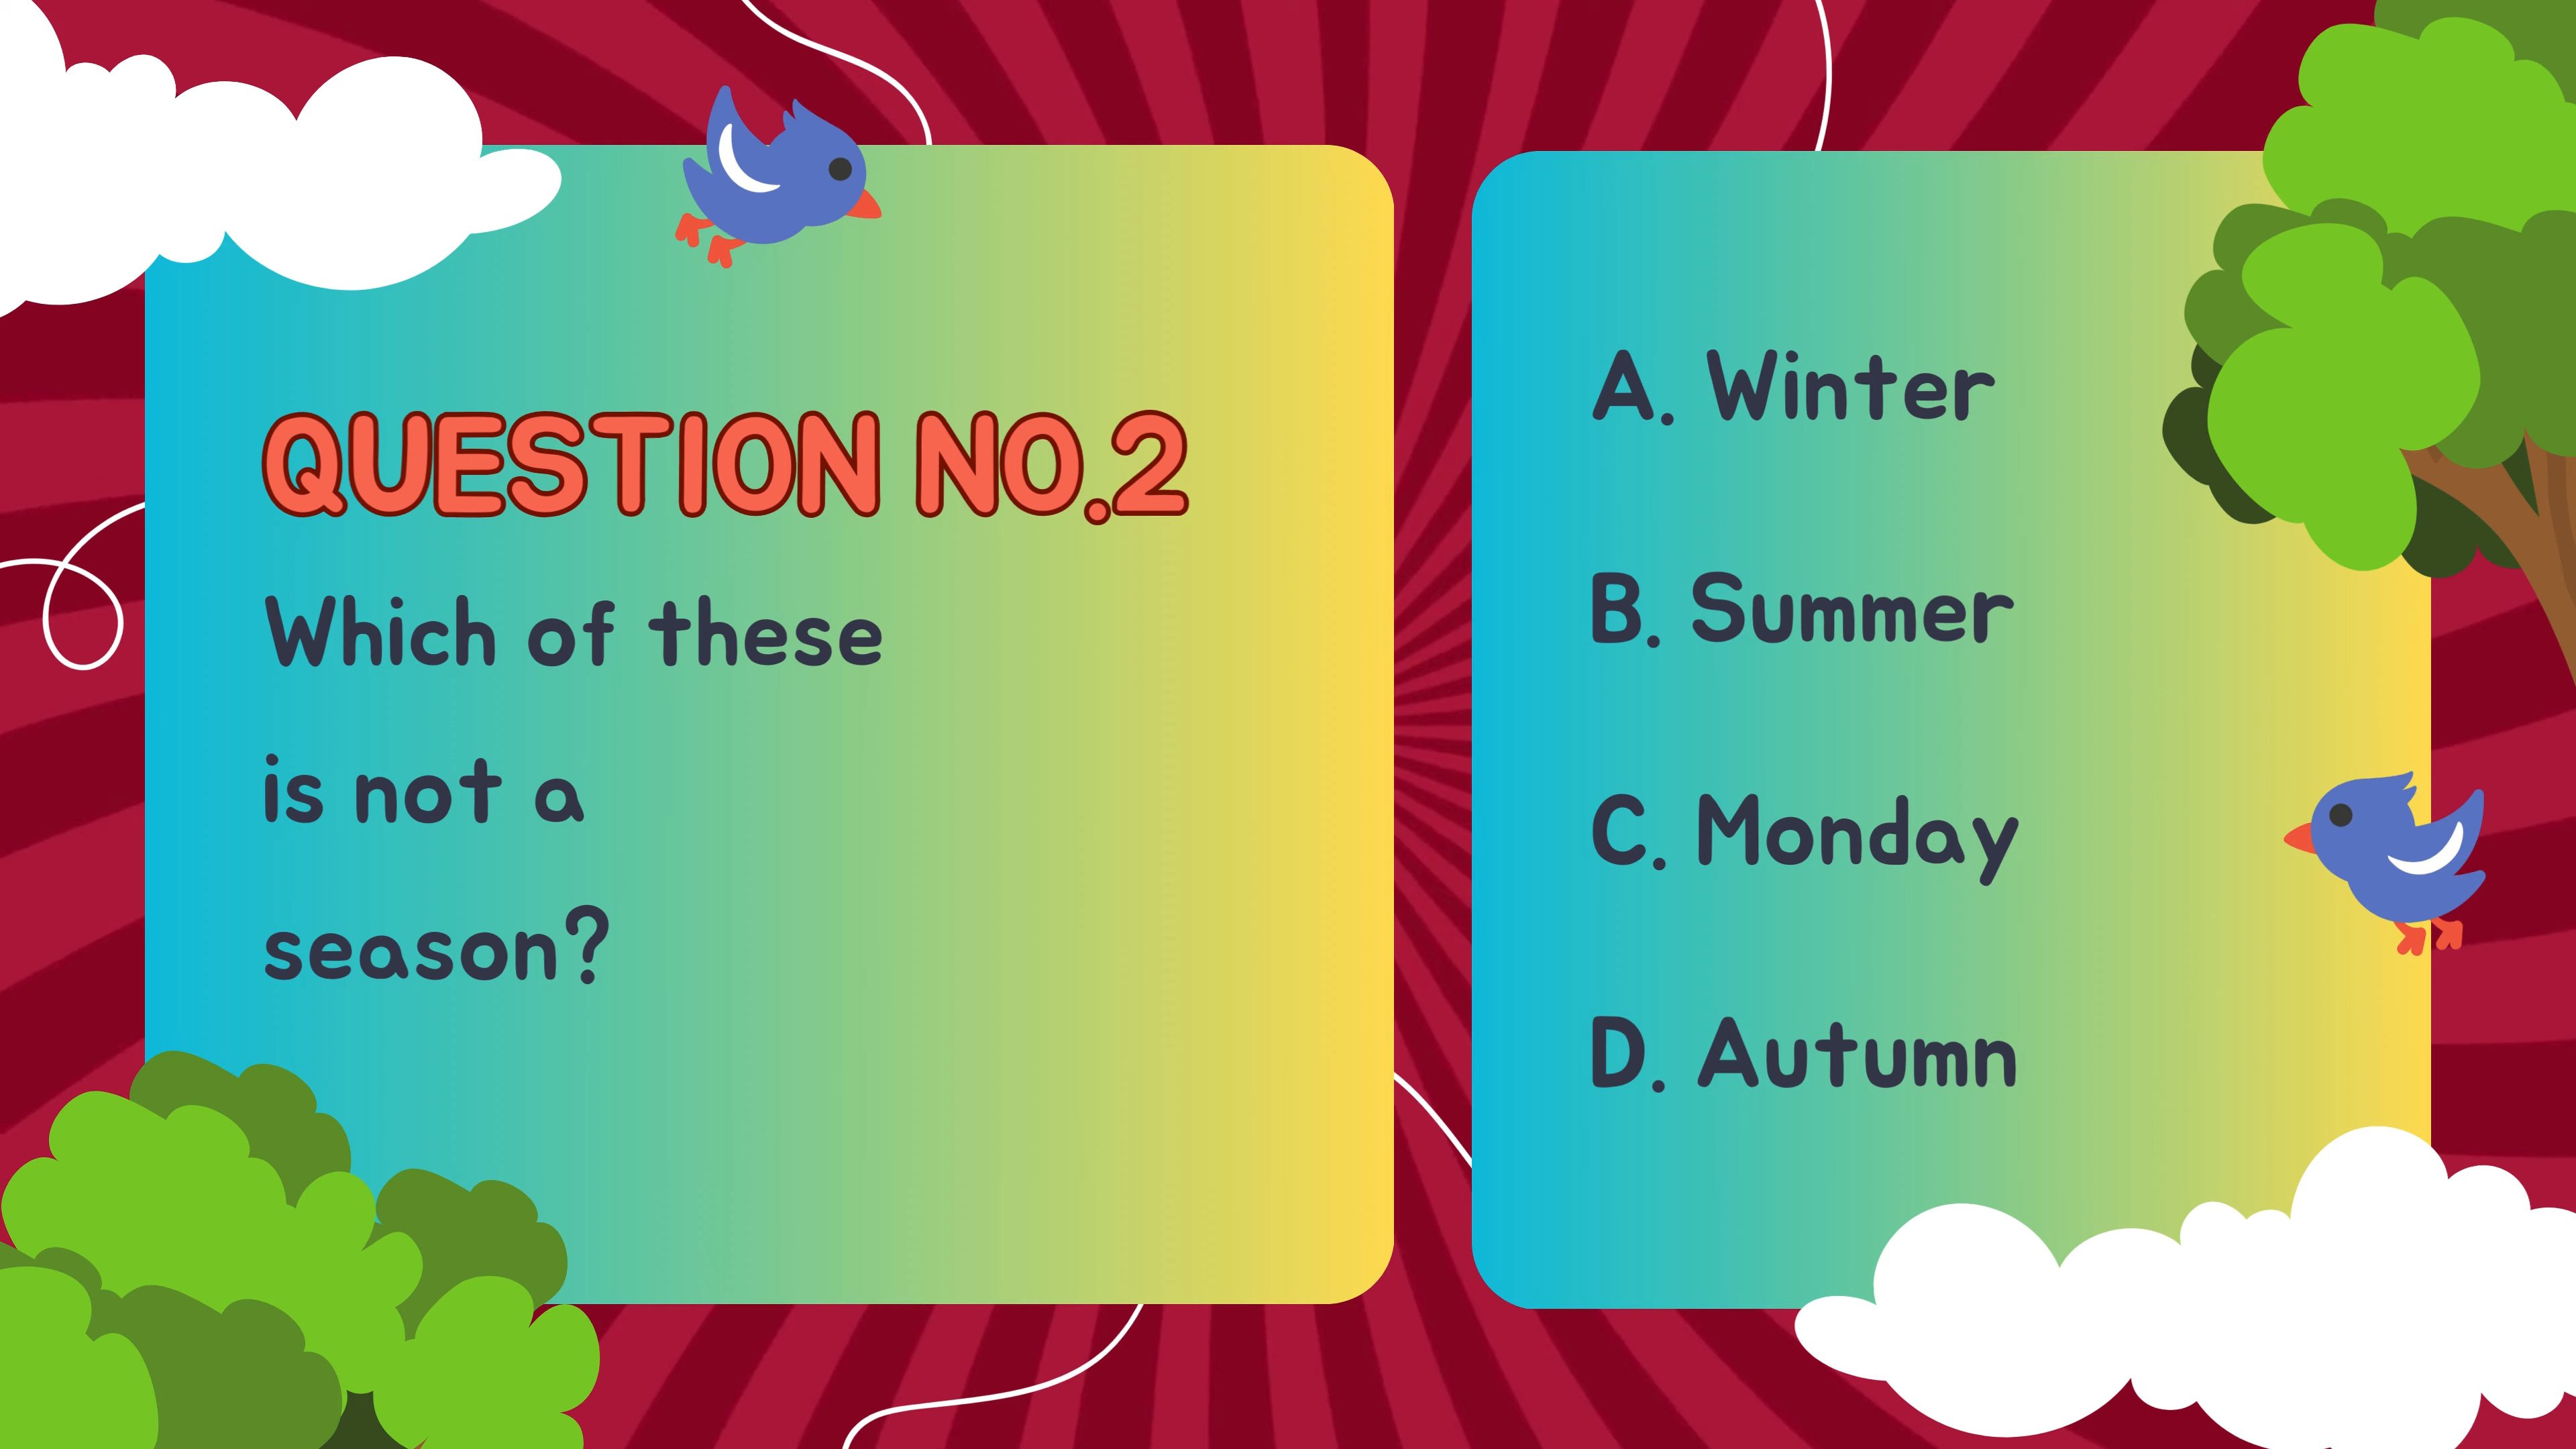 QUESTION NO.2
Which of these
is not a
season?
A. Winter
B. Summer
C. Monday
D. Autumn